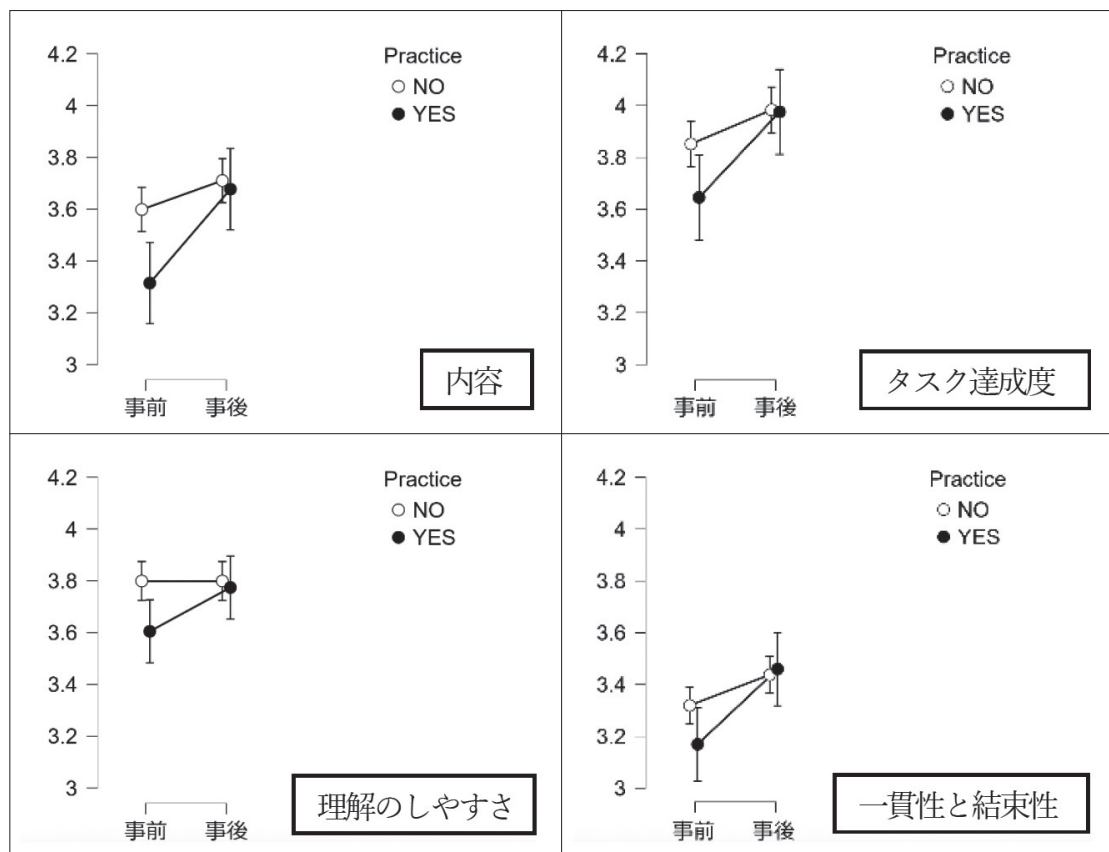 4.2
4
3.8
3.6
3.4
3.2
3
Practice
NO
YES
内容
事前 事後
4.2
4
3.8
3.6
3.4
3.2
3
Practice
NO
YES
タスク達成度
事前 事後
4.2
4
3.8
3.6
3.4
3.2
3
Practice
NO
YES
理解のしやすさ
事前 事後
4.2
4
3.8
3.6
3.4
3.2
3
Practice
NO
YES
一貫性と結束性
事前 事後